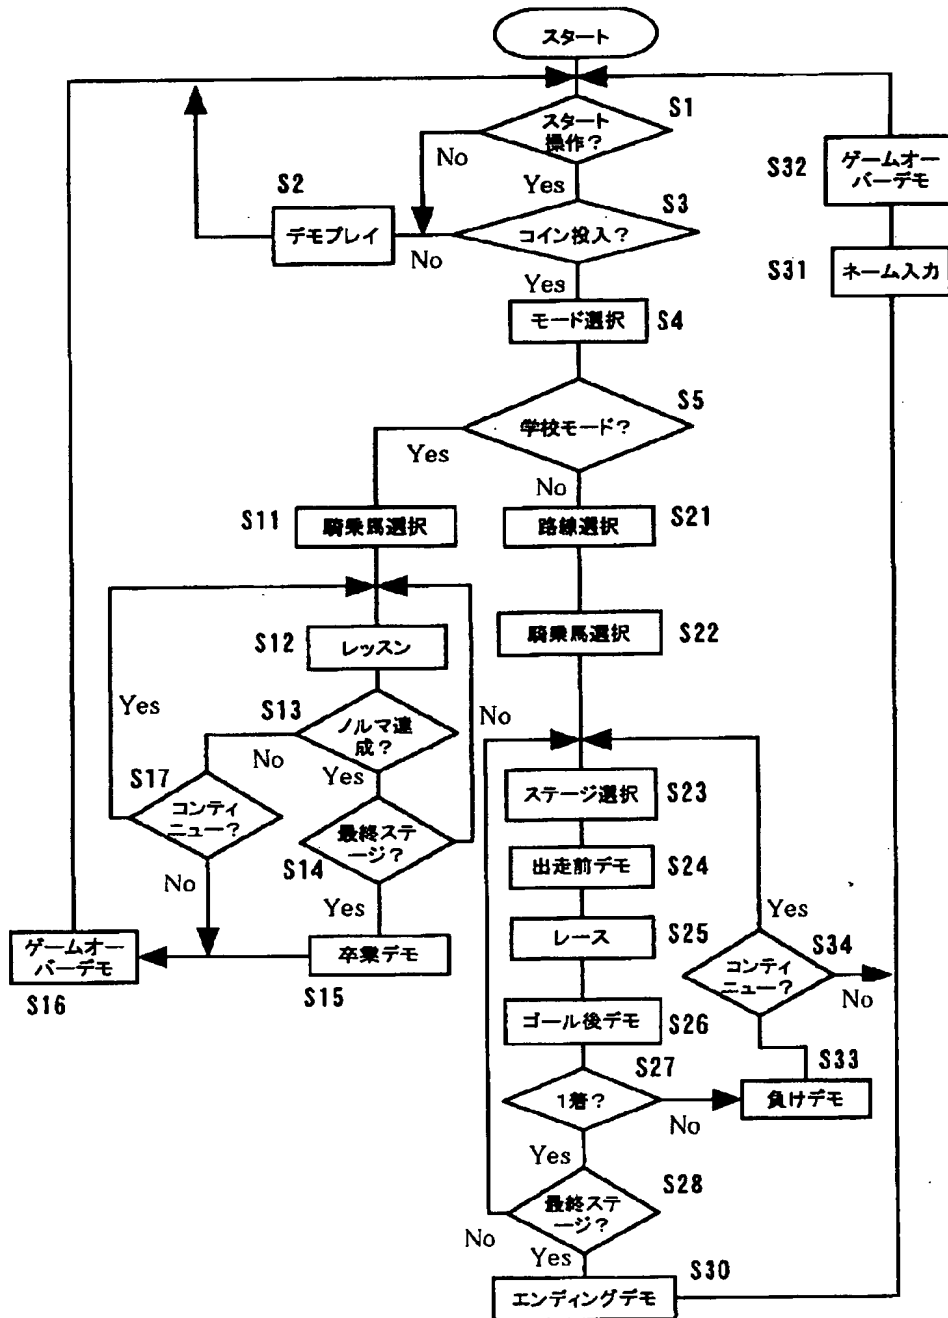 スタート
S1
スタート
操作？
No
Yes
S2
デモプレイ
S3
コイン投入？
No
Yes
S32
ゲームオー
バーデモ
S31
ネーム入力
モード選択
S4
S5
学校モード？
Yes
No
S11
騎乗馬選択
路線選択
S21
S12
レッスン
騎乗馬選択
S22
Yes
S13
ノルマ達
成？
No
Yes
No
S17
コンティ
ニュー？
No
S14
最終ステ
ージ？
Yes
ステージ選択
S23
出走前デモ
S24
Yes
ゲームオー
バーデモ
S16
卒業デモ
S15
レース
S25
S34
コンティ
ニュー？
No
ゴール後デモ
S26
S27
1着？
No
Yes
S33
負けデモ
S28
最終ステ
ージ？
No
Yes
S30
エンディングデモ